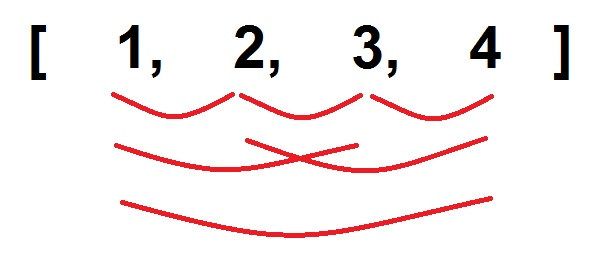 [ 1, 2, 3, 4 ]